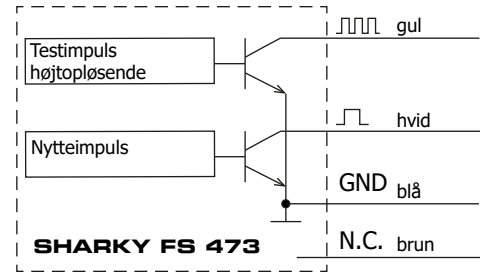 gul
Testimpuls
højtopløsende
hvid
Nytteimpuls
GND blå
SHARKY FS 473
N.C. brun